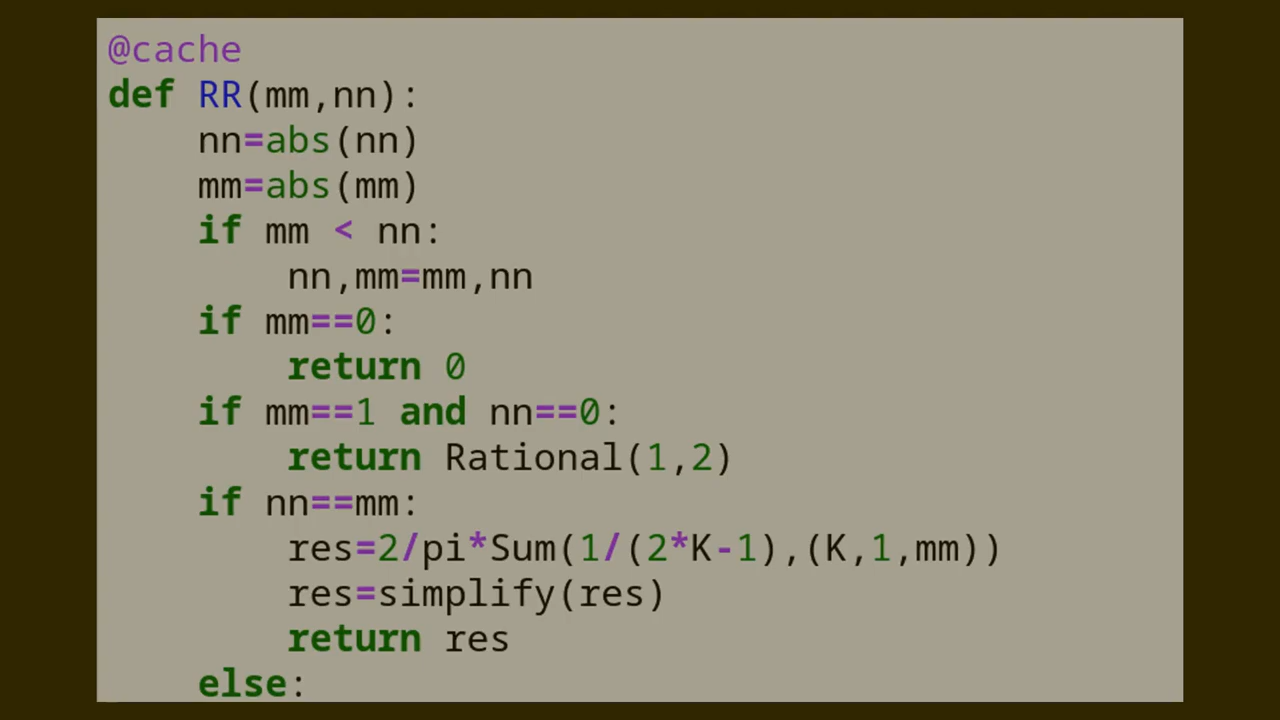 @cache
def RR(mm,nn):
    nn=abs(nn)
    mm=abs(mm)
    if mm < nn:
        nn,mm=mm,nn
    if mm==0:
        return 0
    if mm==1 and nn==0:
        return Rational(1,2)
    if nn==mm:
        res=2/pi*Sum(1/(2*K-1),(K,1,mm))
        res=simplify(res)
        return res
    else: